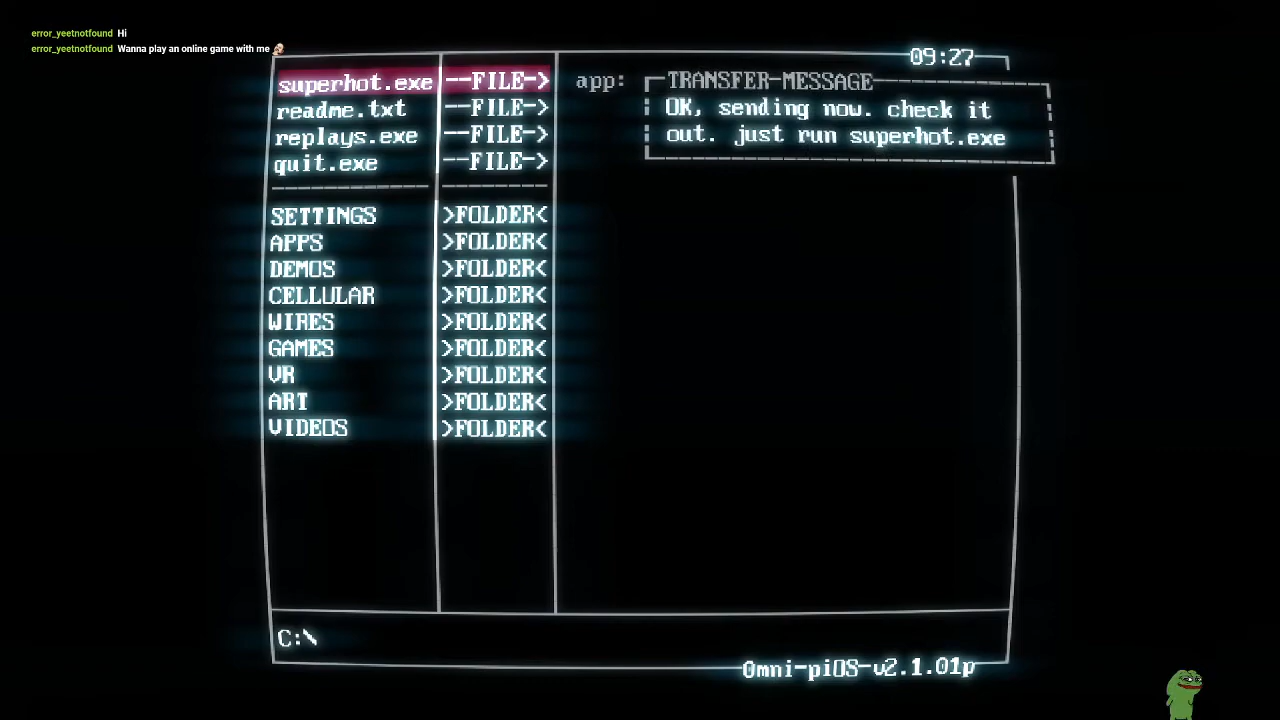 error_yeetnotfound Hi
error_yeetnotfound Wanna play an online game with me
09:27
superhot.exe --FILE->
readme.txt --FILE->
replays.exe --FILE->
quit.exe --FILE->
SETTINGS >FOLDER<
APPS >FOLDER<
DEMOS >FOLDER<
CELLULAR >FOLDER<
WIRES >FOLDER<
GAMES >FOLDER<
VR >FOLDER<
ART >FOLDER<
VIDEOS >FOLDER<
app:
TRANSFER-MESSAGE
OK, sending now. check it
out. just run superhot.exe
C:\
Omni-piOS-v2.1.01p